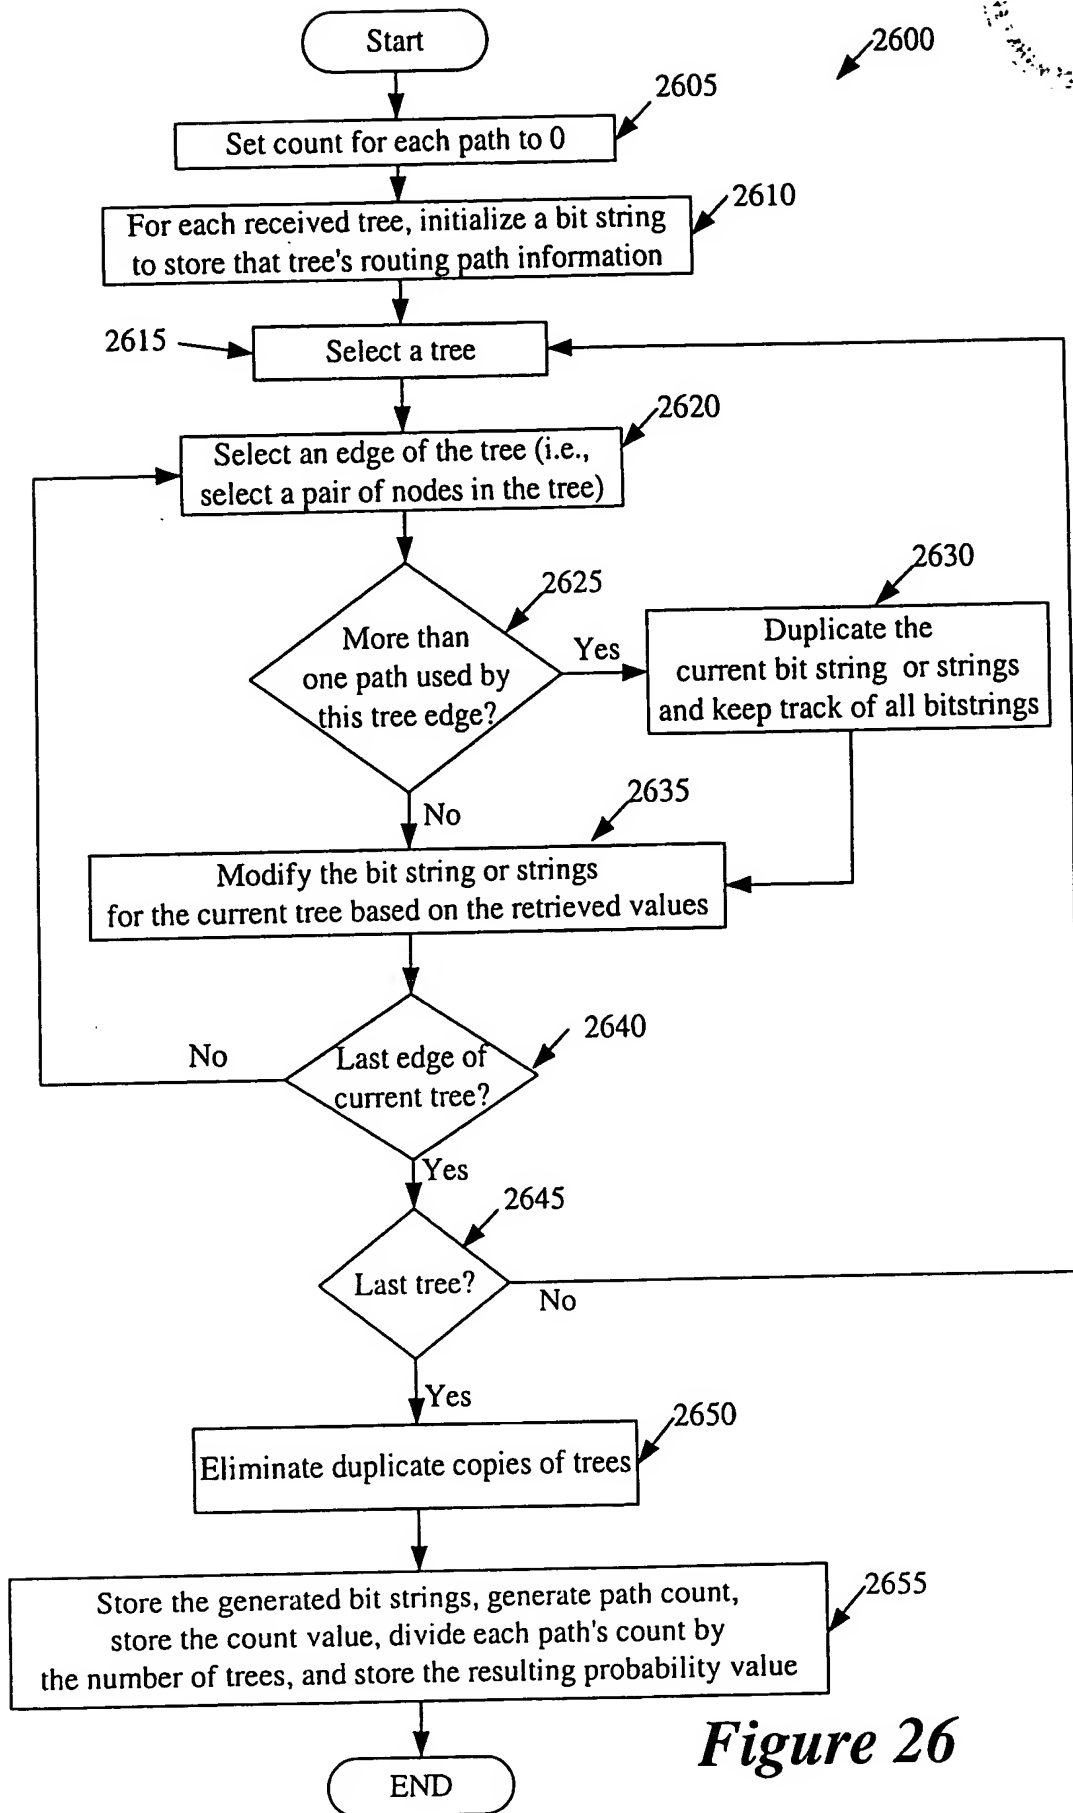 Start
2600
2605
Set count for each path to 0
2610
For each received tree, initialize a bit string
to store that tree's routing path information
2615
Select a tree
2620
Select an edge of the tree (i.e.,
select a pair of nodes in the tree)
2625
2630
More than
one path used by
this tree edge?
Yes
Duplicate the
current bit string or strings
and keep track of all bitstrings
No
2635
Modify the bit string or strings
for the current tree based on the retrieved values
2640
No
Last edge of
current tree?
Yes
2645
Last tree?
No
Yes
2650
Eliminate duplicate copies of trees
2655
Store the generated bit strings, generate path count,
store the count value, divide each path's count by
the number of trees, and store the resulting probability value
Figure 26
END